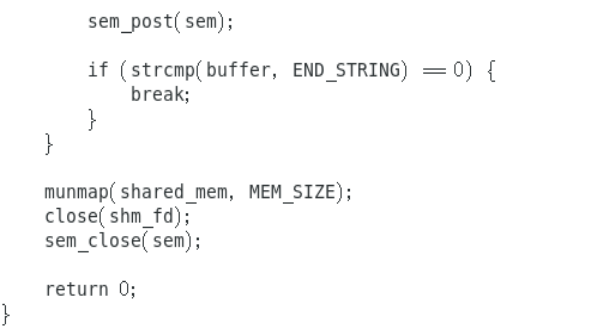 sem_post(sem);
if (strcmp(buffer, END_STRING) == 0) {
break;
}
}
munmap(shared_mem, MEM_SIZE);
close(shm_fd);
sem_close(sem);
return 0;
}